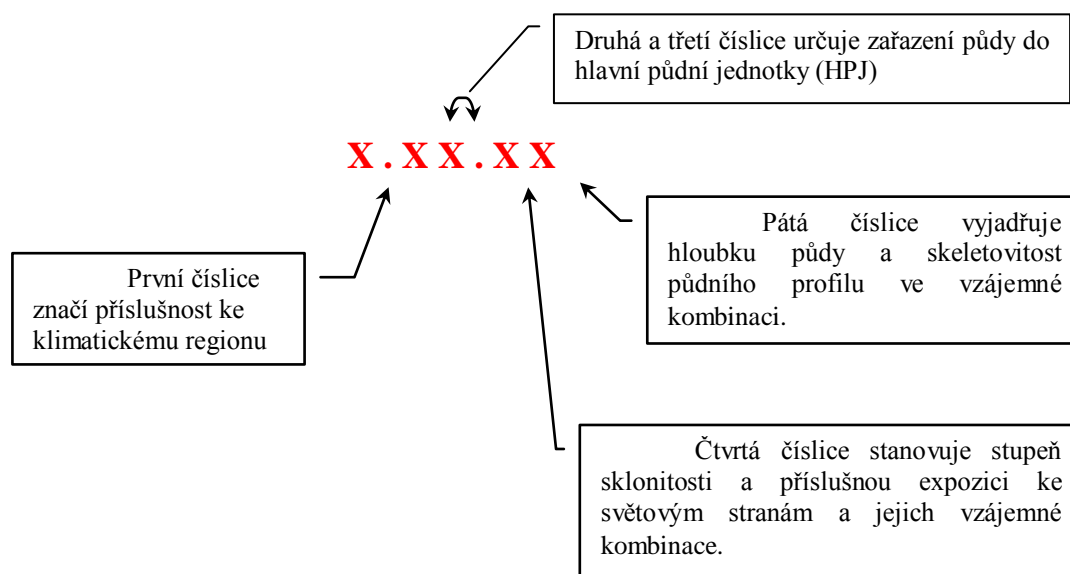 Druhá a třetí číslice určuje zařazení půdy do
hlavní půdní jednotky (HPJ)
X.XX.XX
První číslice
značí příslušnost ke
klimatickému regionu
Pátá číslice vyjadřuje
hloubku půdy a skeletovitost
půdního profilu ve vzájemné
kombinaci.
Čtvrtá číslice stanovuje stupeň
sklonitosti a příslušnou expozici ke
světovým stranám a jejich vzájemné
kombinace.